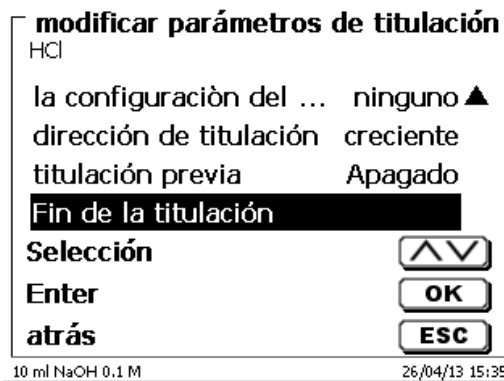 modificar parámetros de titulación
HCl
la configuraciòn del ... ninguno ▲
dirección de titulación creciente
titulación previa Apagado
Fin de la titulación
Selección
Enter OK
atrás ESC
10 ml NaOH 0.1 M 26/04/13 15:35